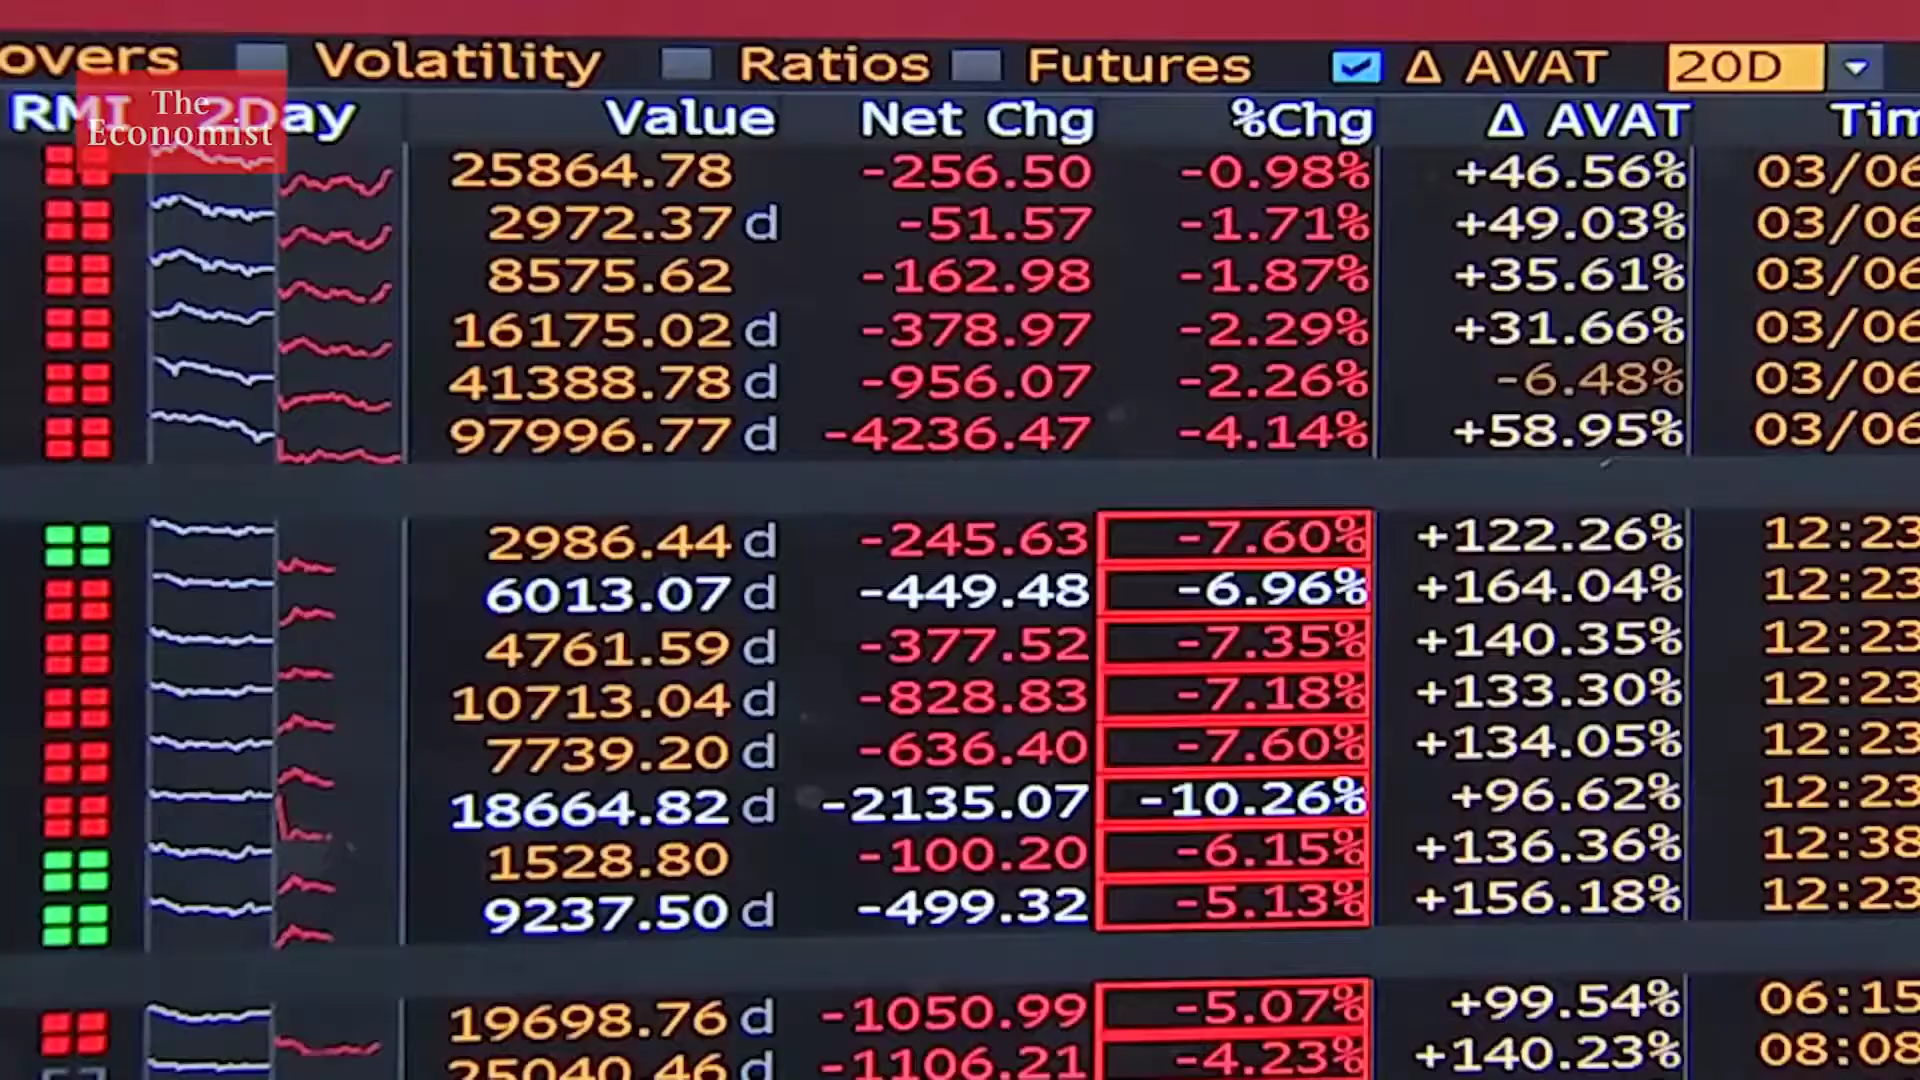 overs Volatility Ratios Futures Δ AVAT 20D
The
Economist
RMI 2Day Value Net Chg %Chg Δ AVAT Tim
25864.78 -256.50 -0.98% +46.56% 03/06
2972.37 d -51.57 -1.71% +49.03% 03/06
8575.62 -162.98 -1.87% +35.61% 03/06
16175.02 d -378.97 -2.29% +31.66% 03/06
41388.78 d -956.07 -2.26% -6.48% 03/06
97996.77 d -4236.47 -4.14% +58.95% 03/06
2986.44 d -245.63 -7.60% +122.26% 12:23
6013.07 d -449.48 -6.96% +164.04% 12:23
4761.59 d -377.52 -7.35% +140.35% 12:23
10713.04 d -828.83 -7.18% +133.30% 12:23
7739.20 d -636.40 -7.60% +134.05% 12:23
18664.82 d -2135.07 -10.26% +96.62% 12:23
1528.80 -100.20 -6.15% +136.36% 12:38
9237.50 d -499.32 -5.13% +156.18% 12:23
19698.76 d -1050.99 -5.07% +99.54% 06:15
25040.46 d -1106.21 -4.23% +140.23% 08:08